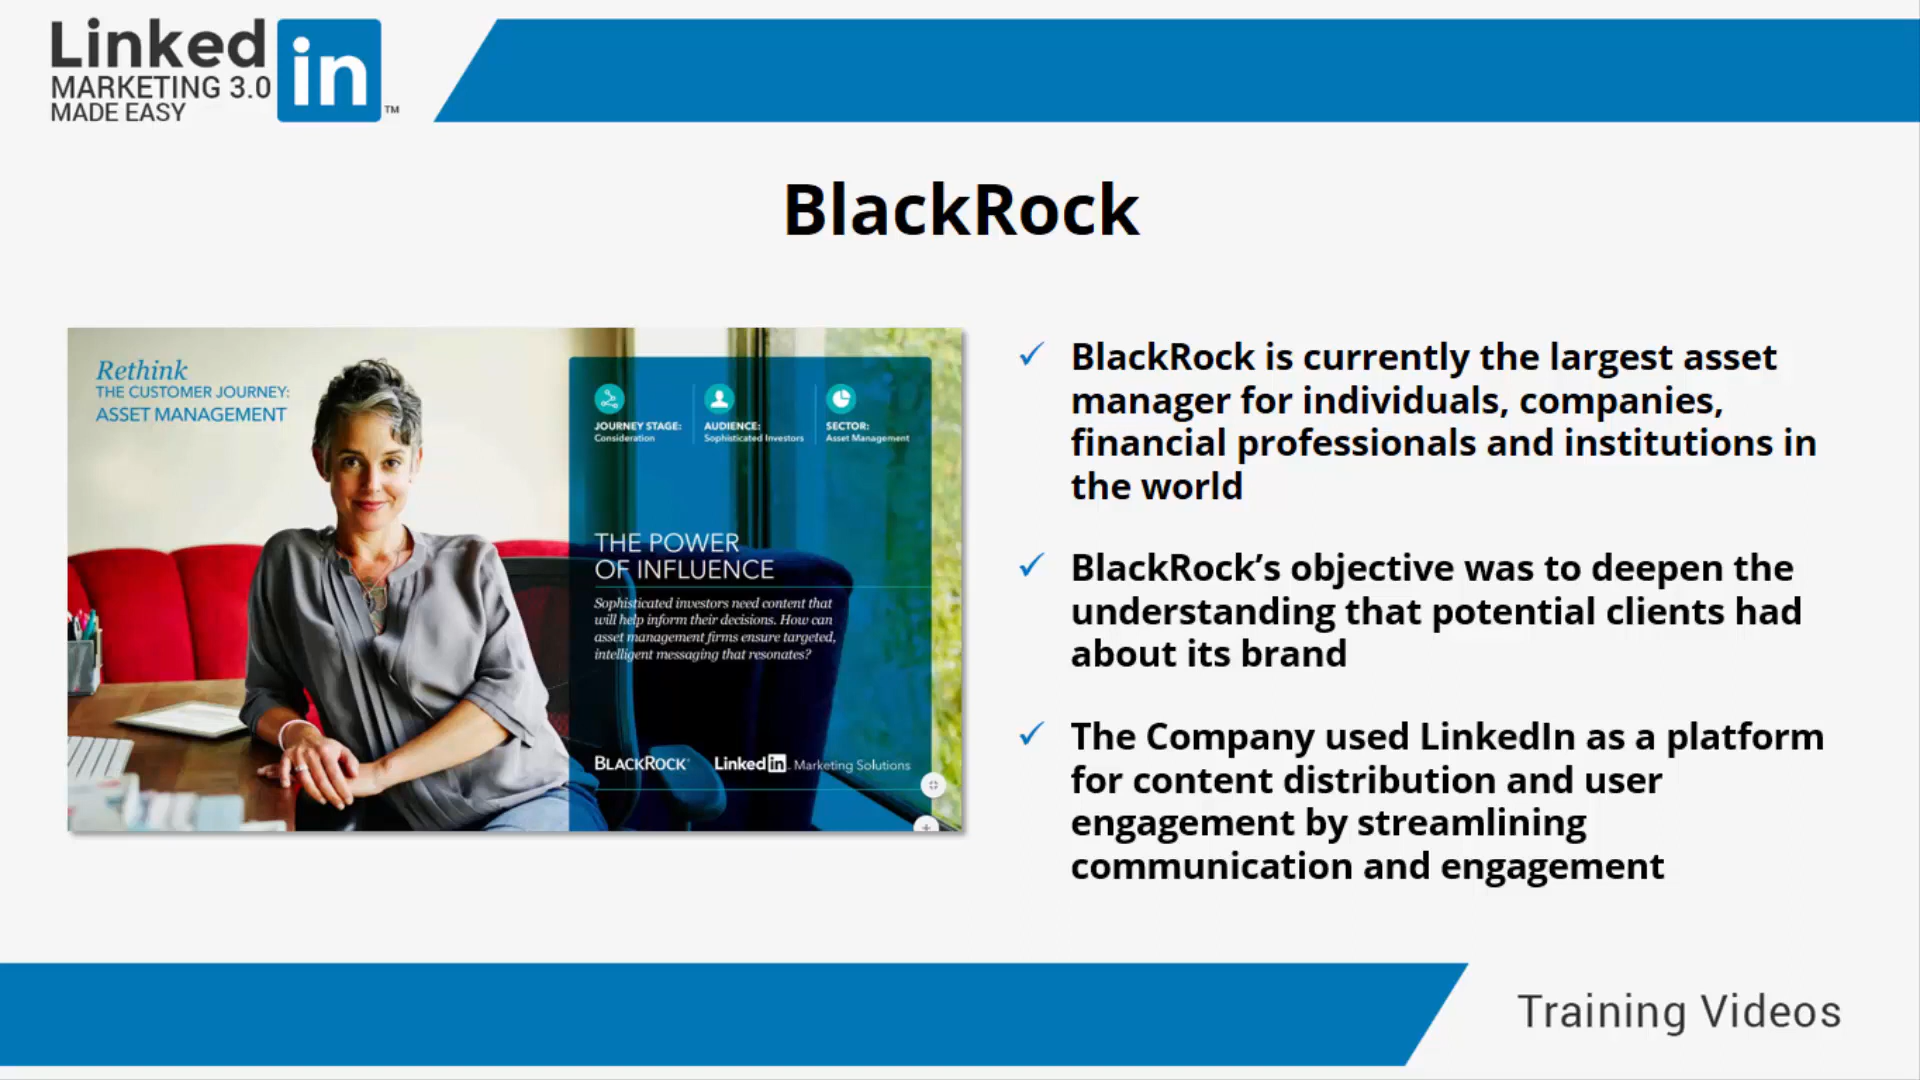 Linked in
MARKETING 3.0
MADE EASY
TM
BlackRock
Rethink
THE CUSTOMER JOURNEY:
ASSET MANAGEMENT
JOURNEY STAGE:
Consideration
AUDIENCE:
Sophisticated Investors
SECTOR:
Asset Management
THE POWER
OF INFLUENCE
Sophisticated investors need content that
will help inform their decisions. How can
asset management firms ensure targeted,
intelligent messaging that resonates?
BLACKROCK®
Linked in Marketing Solutions
✓ BlackRock is currently the largest asset
manager for individuals, companies,
financial professionals and institutions in
the world
✓ BlackRock’s objective was to deepen the
understanding that potential clients had
about its brand
✓ The Company used LinkedIn as a platform
for content distribution and user
engagement by streamlining
communication and engagement
Training Videos